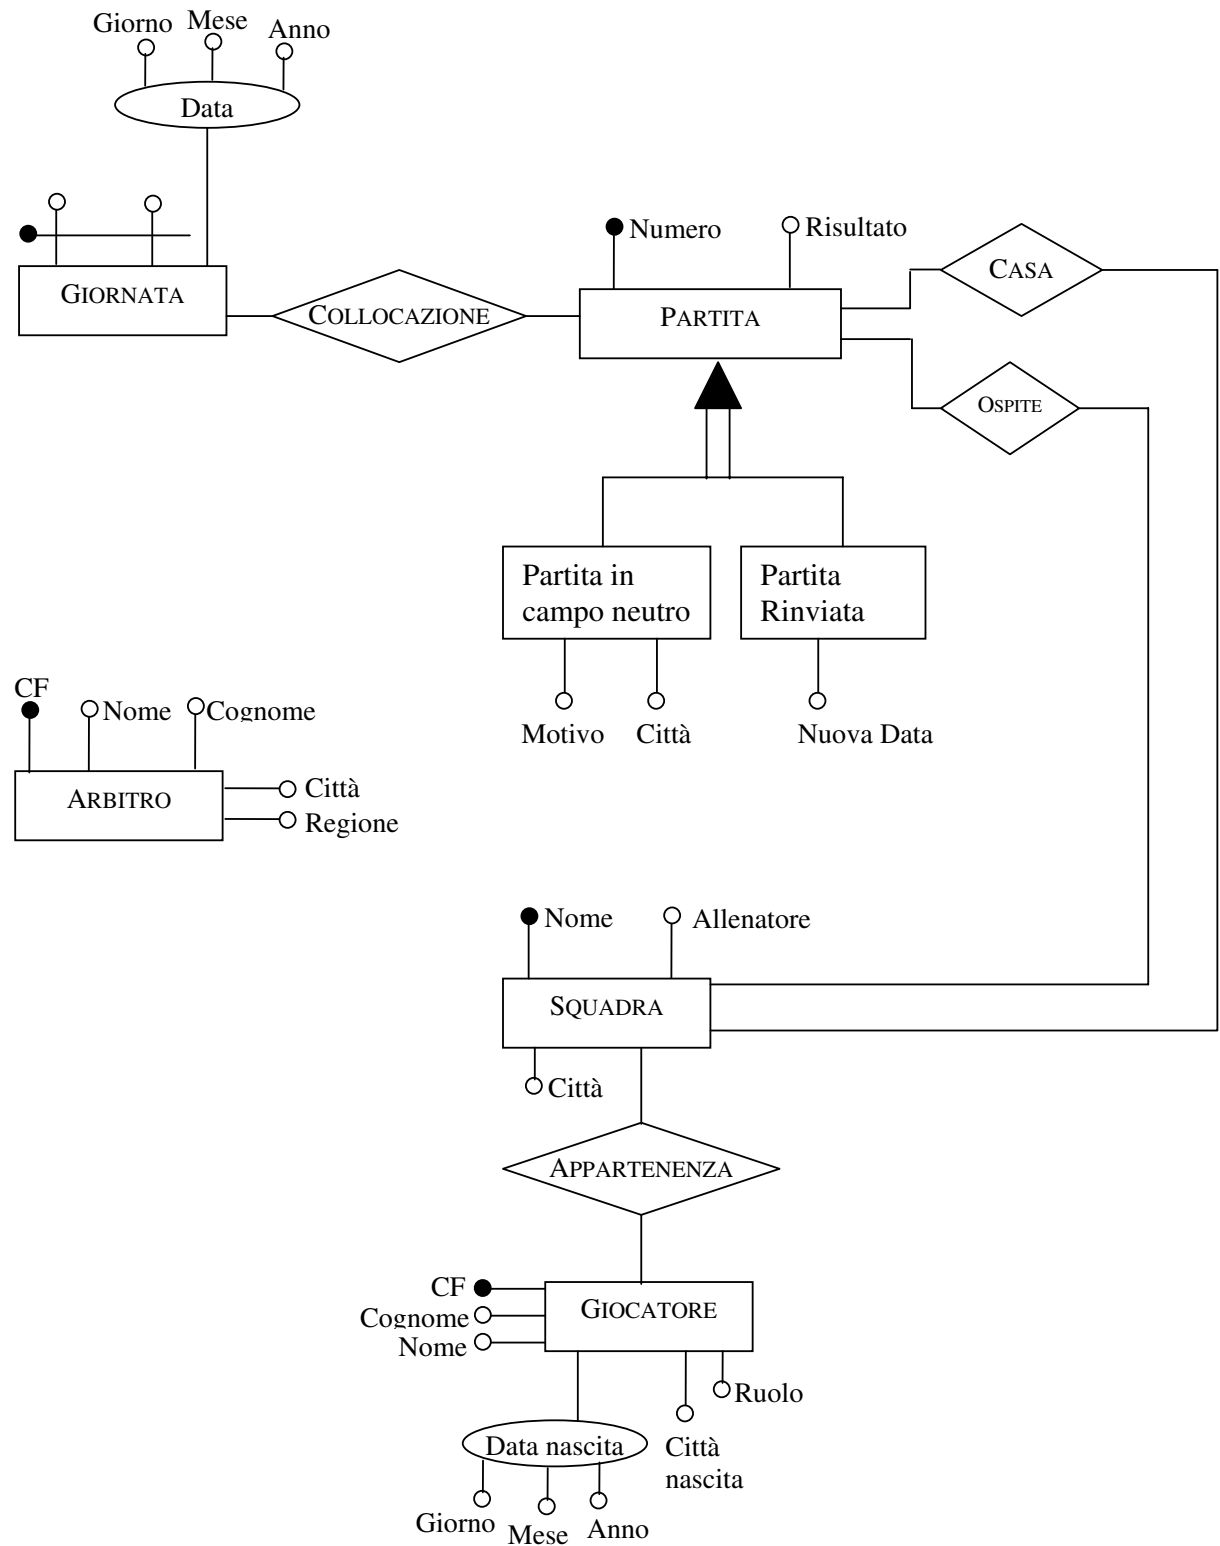 Giorno Mese Anno
Data
GIORNATA
COLLOCAZIONE
Numero
Risultato
PARTITA
CASA
OSPITE
Partita in
campo neutro
Partita
Rinviata
Motivo
Città
Nuova Data
CF
Nome
Cognome
ARBITRO
Città
Regione
Nome
Allenatore
SQUADRA
Città
APPARTENENZA
CF
Cognome
Nome
GIOCATORE
Ruolo
Data nascita
Città
nascita
Giorno
Mese
Anno